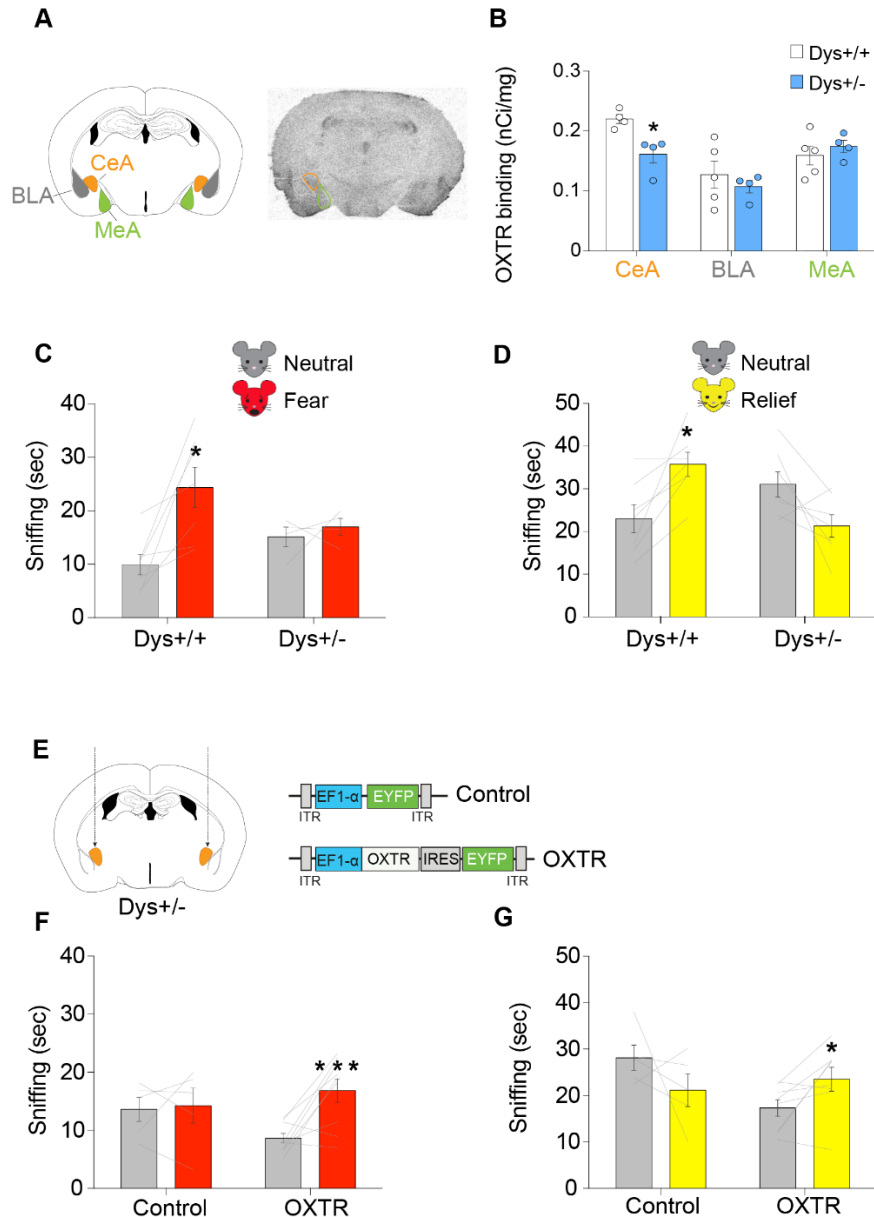 A
CeA
BLA
MeA
B
Dys+/+
Dys+/-
OXTR binding (nCi/mg)
0.3
0.2
0.1
0
*
CeA BLA MeA
C
Neutral
Fear
Sniffing (sec)
40
30
20
10
0
*
Dys+/+ Dys+/-
D
Neutral
Relief
Sniffing (sec)
50
40
30
20
10
0
*
Dys+/+ Dys+/-
E
Dys+/-
EF1-α EYFP Control
ITR ITR
EF1-α OXTR IRES EYFP OXTR
ITR ITR
F
Sniffing (sec)
40
30
20
10
0
***
Control OXTR
G
Sniffing (sec)
50
40
30
20
10
0
*
Control OXTR